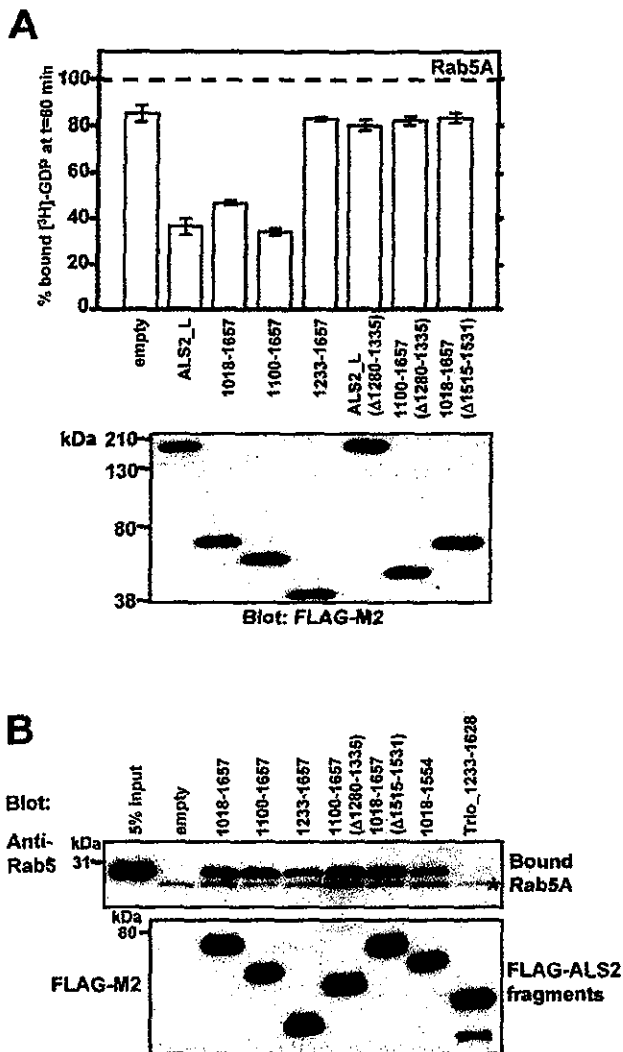 A
Rab5A
% bound [³H]-GDP at t=60 min
100
80
60
40
20
0
empty
ALS2_L
1018-1657
1100-1657
1233-1657
ALS2_L
(Δ1280-1335)
1100-1657
(Δ1280-1335)
1018-1657
(Δ1515-1531)
kDa
210
130
80
38
Blot: FLAG-M2
B
5% input
empty
1018-1657
1100-1657
1233-1657
1100-1657
(Δ1280-1335)
1018-1657
(Δ1515-1531)
1018-1554
Trio_1233-1628
Blot:
Anti-
Rab5
kDa
31
Bound
Rab5A
*
kDa
80
FLAG-M2
FLAG-ALS2
fragments